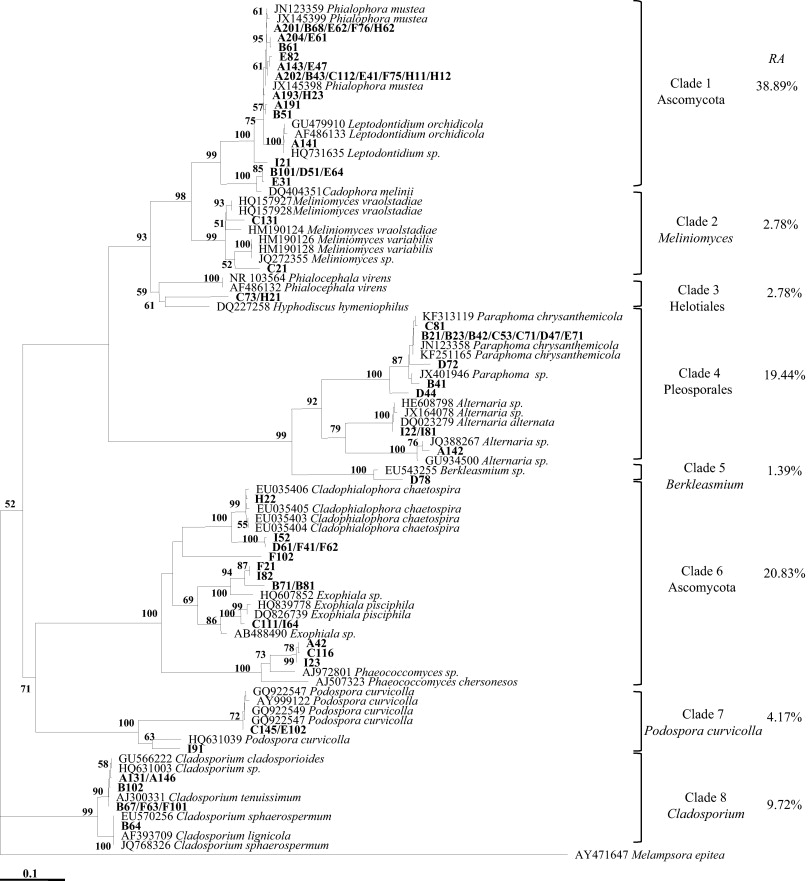 61 JN123359 Phialophora mustea
JX145399 Phialophora mustea
A201/B68/E62/F76/H62
95 A204/E61
B61
E82
61 A143/E47
A202/B43/C112/E41/F75/H11/H12
JX145398 Phialophora mustea
A193/H23
57 A191
B51
75 GU479910 Leptodontidium orchidicola
100 AF486133 Leptodontidium orchidicola
100 A141
HQ731635 Leptodontidium sp.
99 I21
85 B101/D51/E64
100 E31
DQ404351Cadophora melinii
98
93 HQ157927Meliniomyces vraolstadiae
HQ157928Meliniomyces vraolstadiae
51 C131
HM190124 Meliniomyces vraolstadiae
93 99 100 HM190126 Meliniomyces variabilis
HM190128 Meliniomyces variabilis
JQ272355 Meliniomyces sp.
52 C21
100 NR 103564 Phialocephala virens
AF486132 Phialocephala virens
59 C73/H21
61 DQ227258 Hyphodiscus hymeniophilus
KF313119 Paraphoma chrysanthemicola
C81
B21/B23/B42/C53/C71/D47/E71
JN123358 Paraphoma chrysanthemicola
KF251165 Paraphoma chrysanthemicola
87 D72
100 JX401946 Paraphoma sp.
B41
D44
92 HE608798 Alternaria sp.
100 JX164078 Alternaria sp.
DQ023279 Alternaria alternata
79 I22/I81
99 76 JQ388267 Alternaria sp.
100 A142
GU934500 Alternaria sp.
100 EU543255 Berkleasmium sp.
D78
EU035406 Cladophialophora chaetospira
99 H22
52 EU035405 Cladophialophora chaetospira
100 EU035403 Cladophialophora chaetospira
55 EU035404 Cladophialophora chaetospira
100 I52
D61/F41/F62
F102
87 F21
94 I82
B71/B81
100 HQ607852 Exophiala sp.
69 99 HQ839778 Exophiala pisciphila
100 100 DQ826739 Exophiala pisciphila
86 C111/I64
AB488490 Exophiala sp.
78 A42
73 C116
99 I23
100 AJ972801 Phaeococcomyces sp.
AJ507323 Phaeococcomyces chersonesos
71 GQ922547 Podospora curvicolla
AY999122 Podospora curvicolla
72 GQ922549 Podospora curvicolla
GQ922547 Podospora curvicolla
100 C145/E102
63 HQ631039 Podospora curvicolla
I91
58 GU566222 Cladosporium cladosporioides
HQ631003 Cladosporium sp.
A131/A146
B102
90 AJ300331 Cladosporium tenuissimum
B67/F63/F101
99 EU570256 Cladosporium sphaerospermum
B64
AF393709 Cladosporium lignicola
100 JQ768326 Cladosporium sphaerospermum
AY471647 Melampsora epitea
0.1
RA
Clade 1
Ascomycota
38.89%
Clade 2
Meliniomyces
2.78%
Clade 3
Helotiales
2.78%
Clade 4
Pleosporales
19.44%
Clade 5
Berkleasmium
1.39%
Clade 6
Ascomycota
20.83%
Clade 7
Podospora curvicolla
4.17%
Clade 8
Cladosporium
9.72%